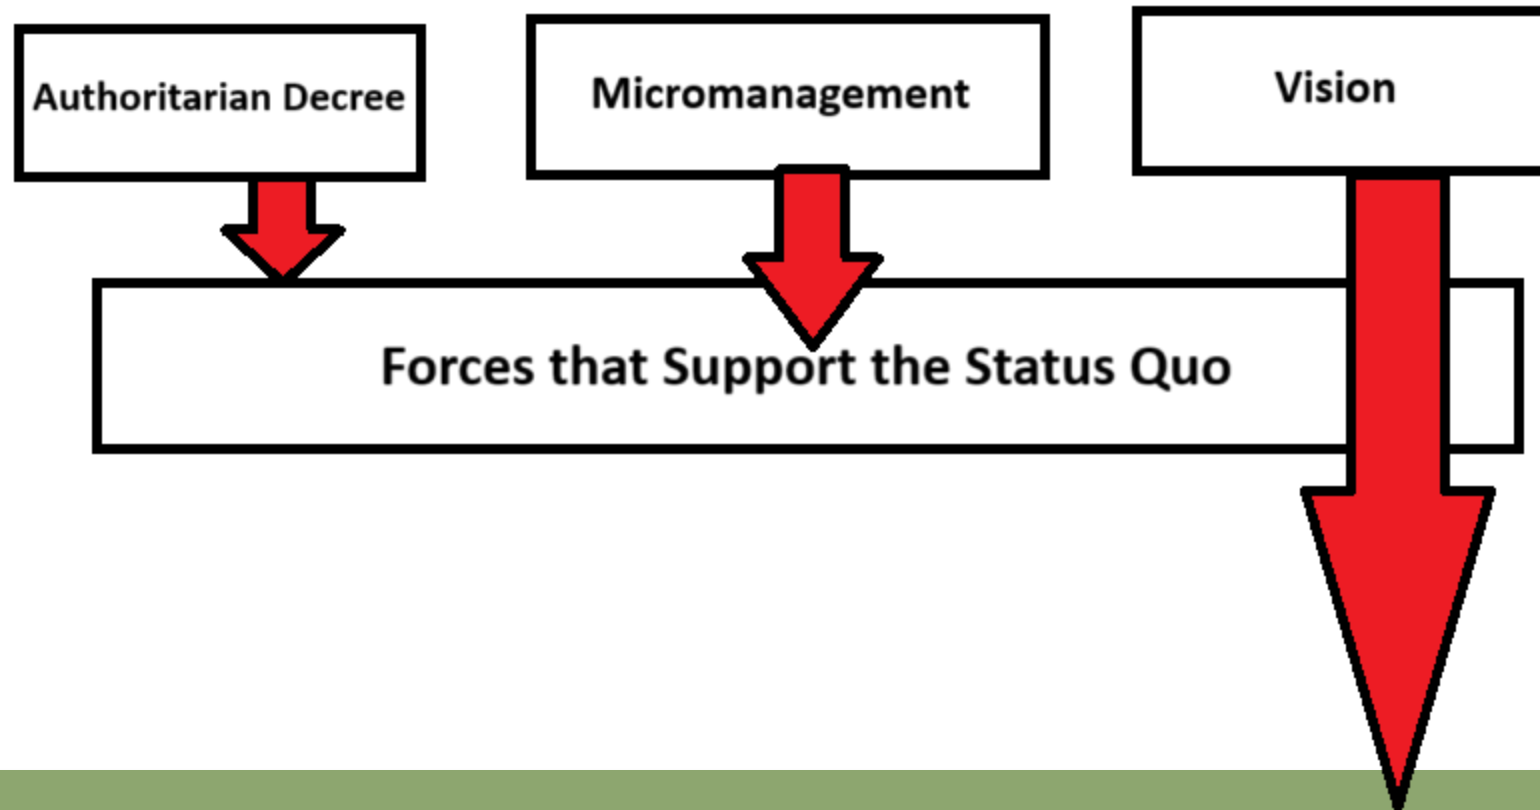 Authoritarian Decree
Micromanagement
Vision
Forces that Support the Status Quo